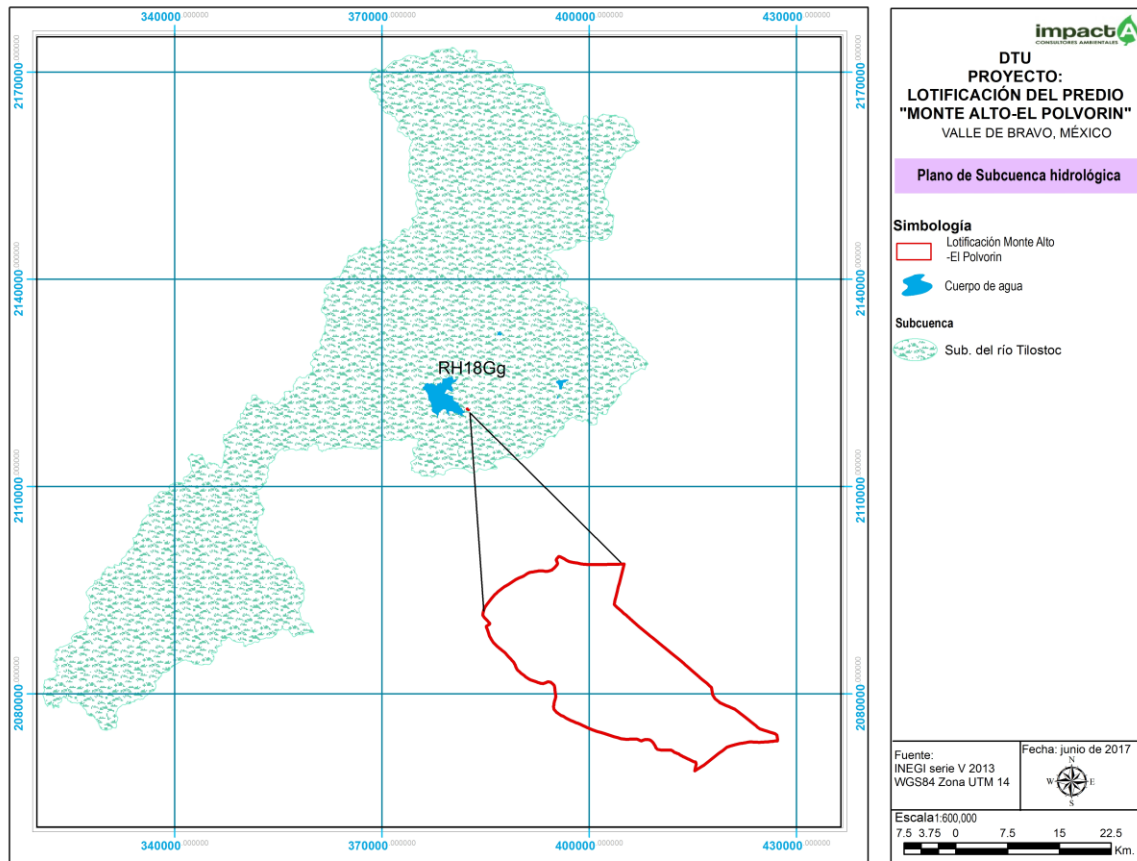 340000.000000 370000.000000 400000.000000 430000.000000
2170000.000000 2170000.000000
2140000.000000 2140000.000000
RH18Gg
2110000.000000 2110000.000000
2080000.000000 2080000.000000
340000.000000 370000.000000 400000.000000 430000.000000
impactA
CONSULTORES AMBIENTALES
DTU
PROYECTO:
LOTIFICACIÓN DEL PREDIO
"MONTE ALTO-EL POLVORIN"
VALLE DE BRAVO, MÉXICO
Plano de Subcuenca hidrológica
Simbología
Lotificación Monte Alto
-El Polvorin
Cuerpo de agua
Subcuenca
Sub. del río Tilostoc
Fuente:
INEGI serie V 2013
WGS84 Zona UTM 14
Fecha: junio de 2017
N
W E
S
Escala1:600,000
7.5 3.75 0 7.5 15 22.5
Km.